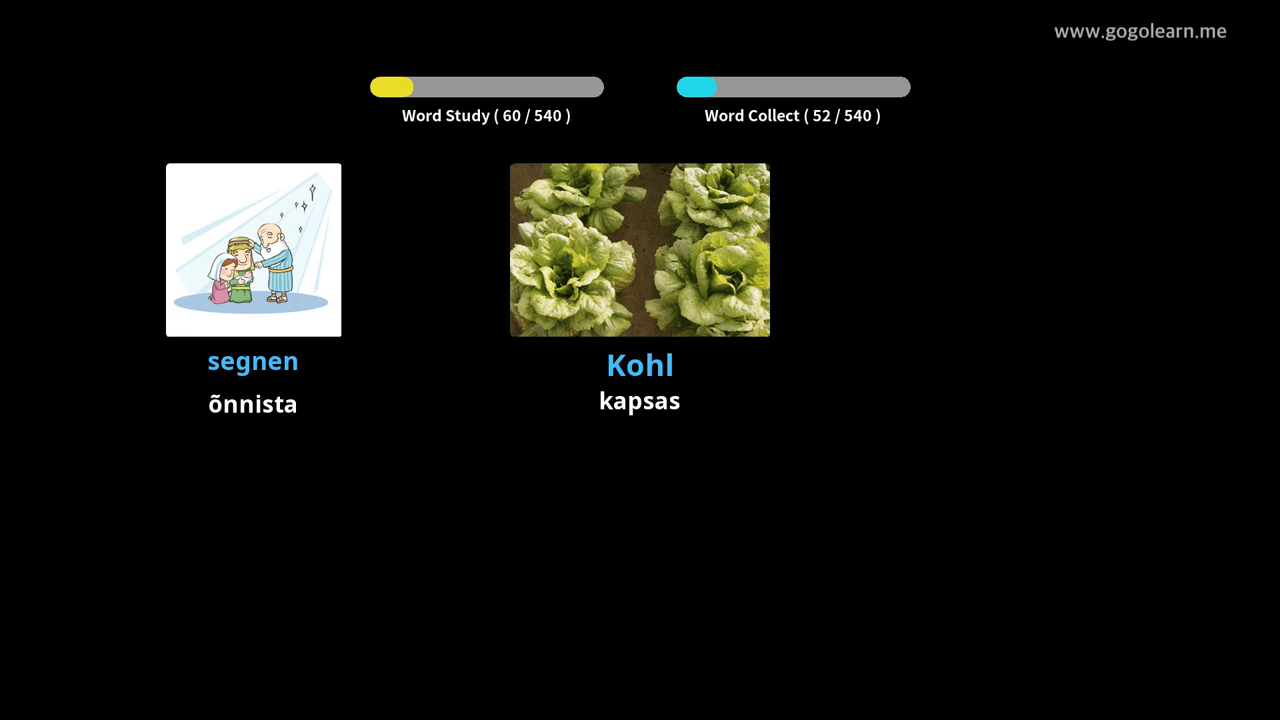 www.gogolearn.me
Word Study ( 60 / 540 )
Word Collect ( 52 / 540 )
segnen
õnnista
Kohl
kapsas